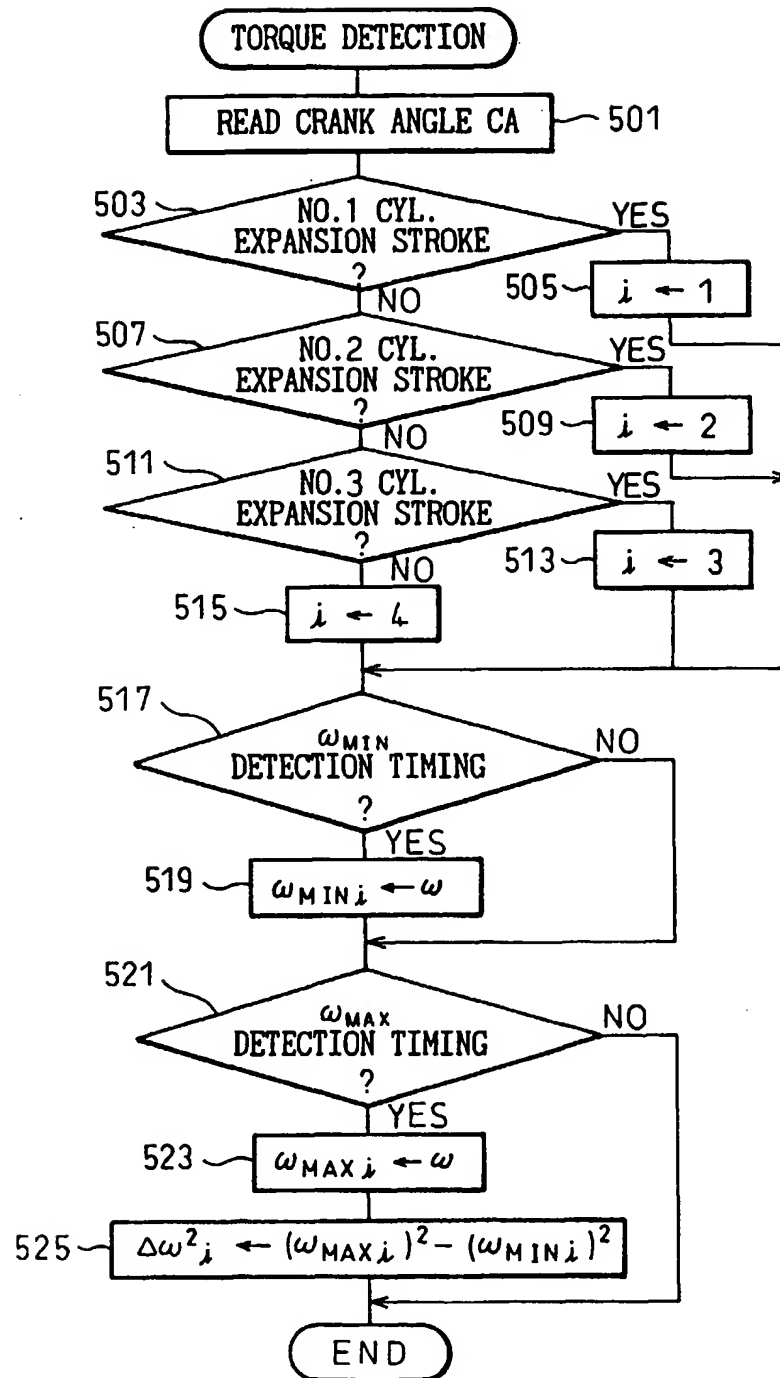 TORQUE DETECTION
READ CRANK ANGLE CA
501
503
NO.1 CYL.
EXPANSION STROKE
?
YES
505
i ← 1
NO
507
NO.2 CYL.
EXPANSION STROKE
?
YES
509
i ← 2
NO
511
NO.3 CYL.
EXPANSION STROKE
?
YES
513
i ← 3
NO
515
i ← 4
517
ωMIN
DETECTION TIMING
?
NO
YES
519
ωMINi ← ω
521
ωMAX
DETECTION TIMING
?
NO
YES
523
ωMAXi ← ω
525
Δω²i ← (ωMAXi)² − (ωMINi)²
END